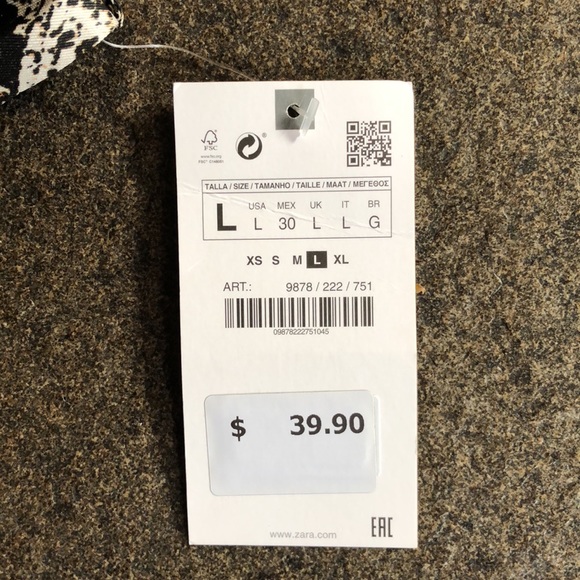 FSC
TALLA / SIZE / TAMANHO / TAILLE / MAAT / ΜΕΓΕΘΟΣ
L USA L MEX 30 UK L IT L BR G
XS S M L XL
ART.: 9878 / 222 / 751
09878222751045
$ 39.90
www.zara.com
EAC